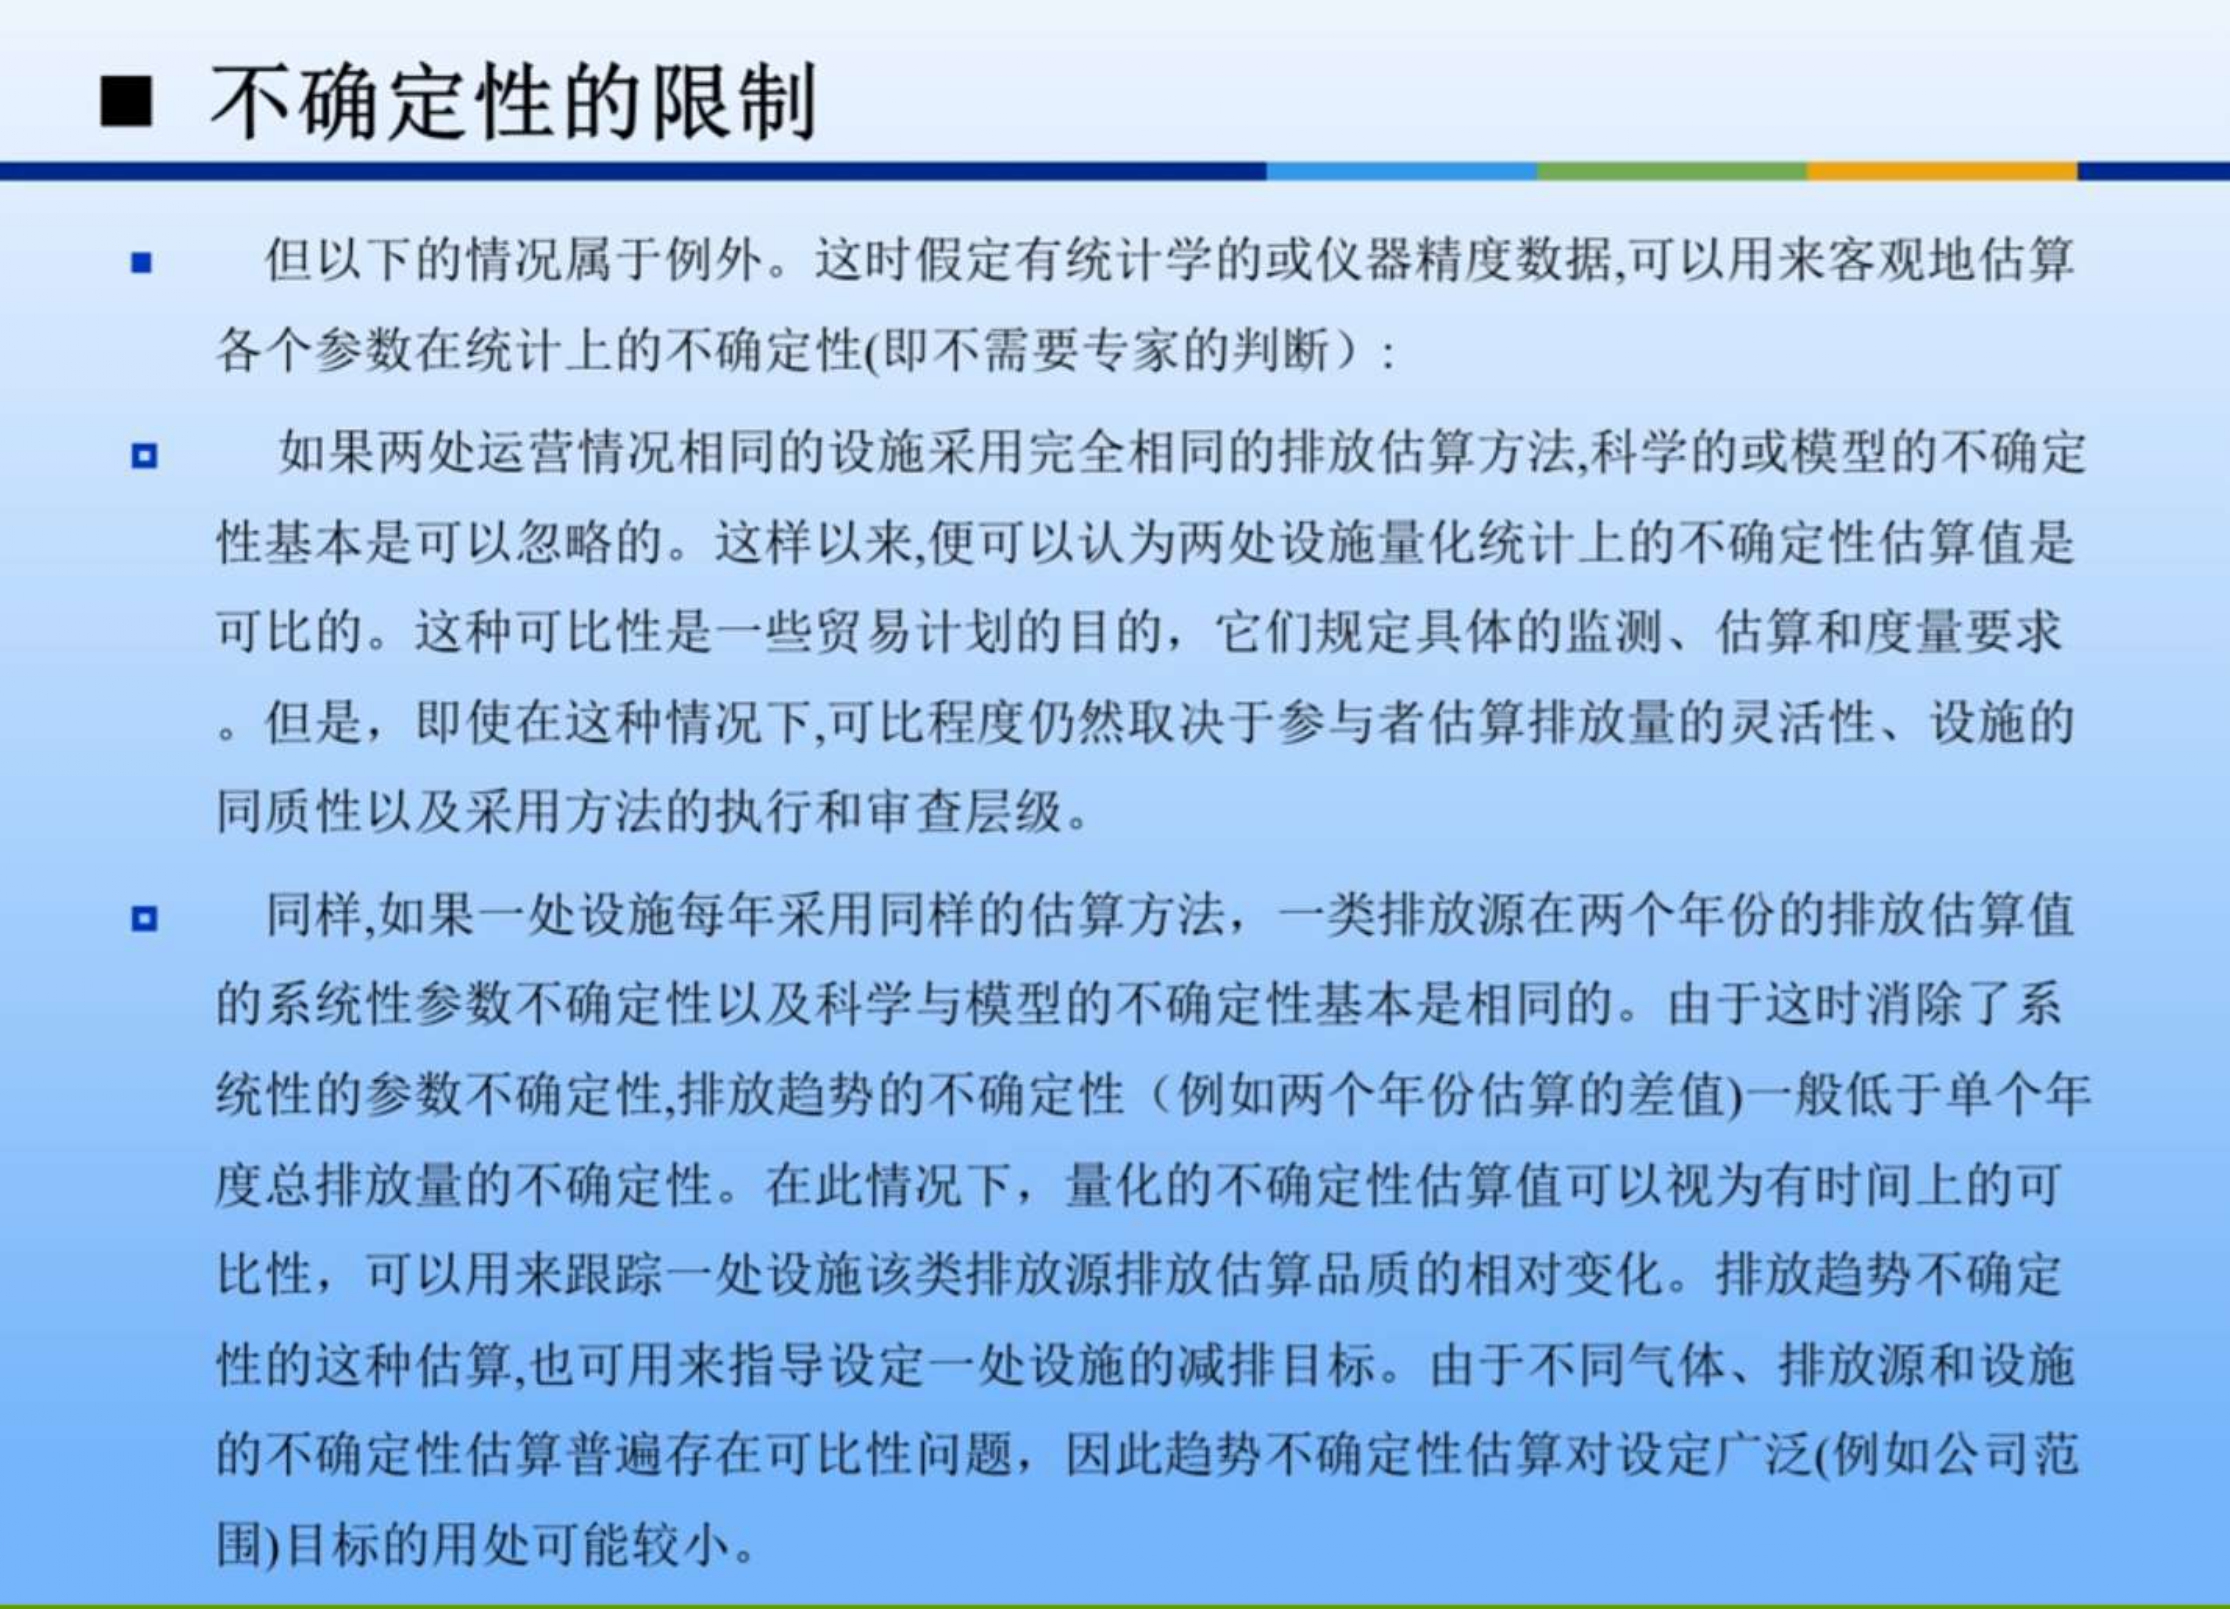 不确定性的限制
但以下的情况属于例外。这时假定有统计学的或仪器精度数据,可以用来客观地估算
各个参数在统计上的不确定性(即不需要专家的判断）:
如果两处运营情况相同的设施采用完全相同的排放估算方法,科学的或模型的不确定
性基本是可以忽略的。这样以来,便可以认为两处设施量化统计上的不确定性估算值是
可比的。这种可比性是一些贸易计划的目的，它们规定具体的监测、估算和度量要求
。但是，即使在这种情况下,可比程度仍然取决于参与者估算排放量的灵活性、设施的
同质性以及采用方法的执行和审查层级。
同样,如果一处设施每年采用同样的估算方法，一类排放源在两个年份的排放估算值
的系统性参数不确定性以及科学与模型的不确定性基本是相同的。由于这时消除了系
统性的参数不确定性,排放趋势的不确定性（例如两个年份估算的差值)一般低于单个年
度总排放量的不确定性。在此情况下，量化的不确定性估算值可以视为有时间上的可
比性，可以用来跟踪一处设施该类排放源排放估算品质的相对变化。排放趋势不确定
性的这种估算,也可用来指导设定一处设施的减排目标。由于不同气体、排放源和设施
的不确定性估算普遍存在可比性问题，因此趋势不确定性估算对设定广泛(例如公司范
围)目标的用处可能较小。